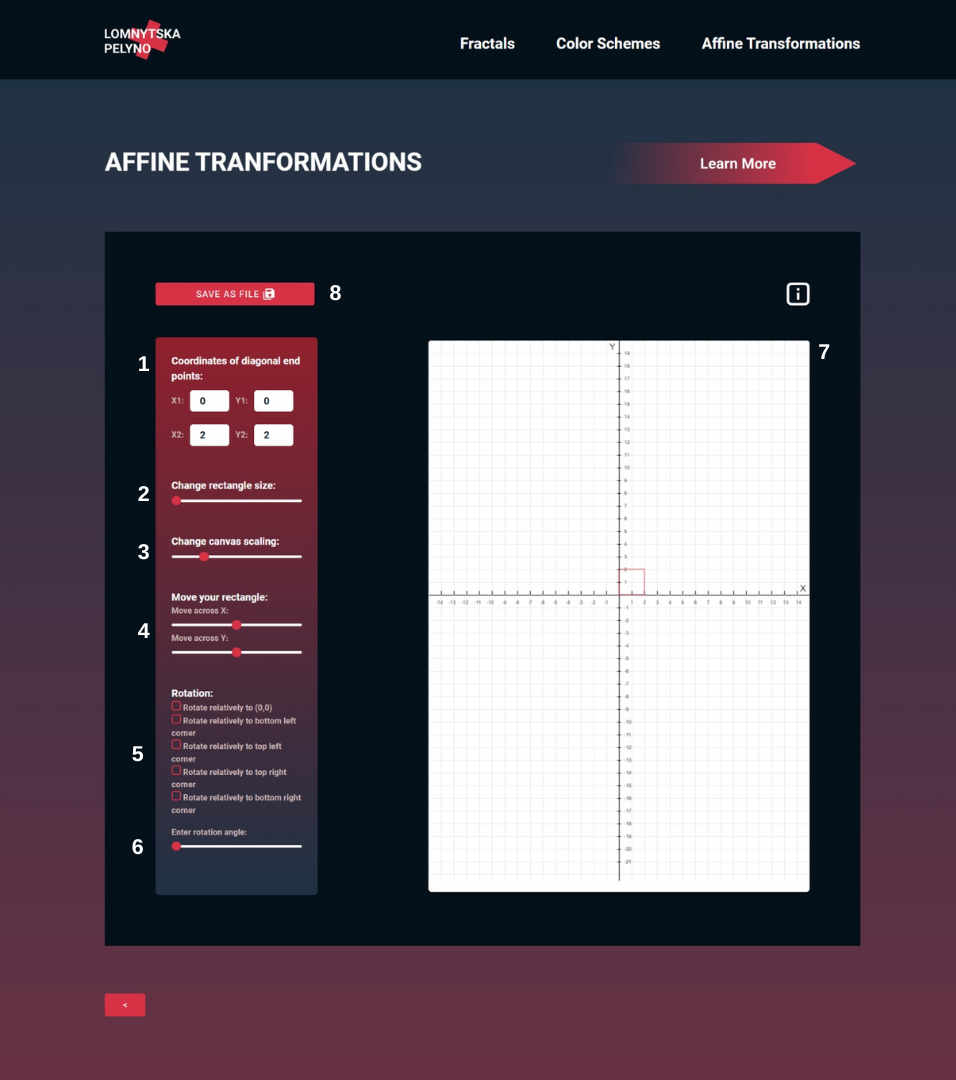 LOMNYTSKA
PELYNO
Fractals Color Schemes Affine Transformations
AFFINE TRANFORMATIONS
Learn More
SAVE AS FILE
8
1
Coordinates of diagonal end
points:
X1: 0 Y1: 0
X2: 2 Y2: 2
2
Change rectangle size:
3
Change canvas scaling:
4
Move your rectangle:
Move across X:
Move across Y:
Rotation:
Rotate relatively to (0,0)
Rotate relatively to bottom left
corner
5
Rotate relatively to top left
corner
Rotate relatively to top right
corner
Rotate relatively to bottom right
corner
6
Enter rotation angle:
7
Y
19
18
17
16
15
14
13
12
11
10
9
8
7
6
5
4
3
2
1
X
-14 -13 -12 -11 -10 -9 -8 -7 -6 -5 -4 -3 -2 -1 1 2 3 4 5 6 7 8 9 10 11 12 13 14
-1
-2
-3
-4
-5
-6
-7
-8
-9
-10
-11
-12
-13
-14
-15
-16
-17
-18
-19
-20
-21
<